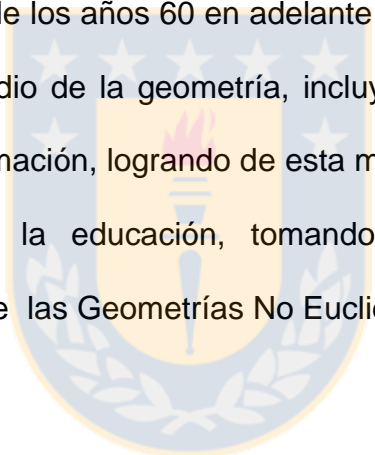 de los años 60 en adelante
dio de la geometría, incluy
mación, logrando de esta m
la educación, tomando
e las Geometrías No Euclid